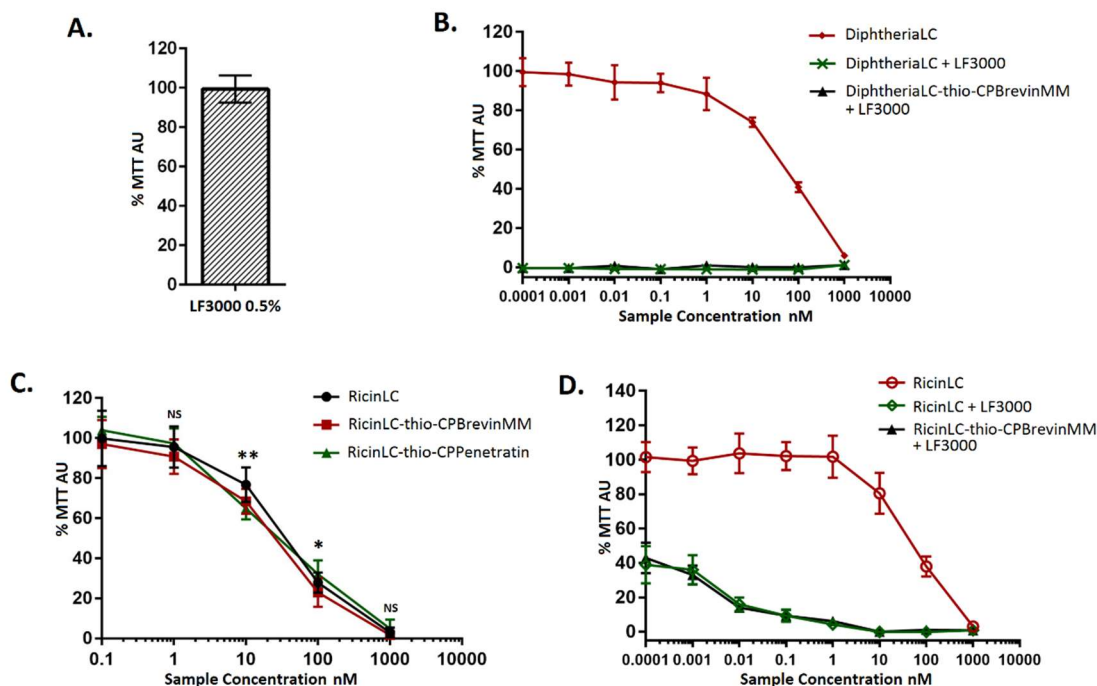 A.
120
100
80
60
40
20
0
% MTT AU
LF3000 0.5%
B.
120
100
80
60
40
20
0
% MTT AU
0.0001 0.001 0.01 0.1 1 10 100 1000 10000
Sample Concentration nM
DiphtheriaLC
DiphtheriaLC + LF3000
DiphtheriaLC-thio-CPBrevinMM
+ LF3000
C.
120
100
80
60
40
20
0
% MTT AU
NS
**
*
NS
0.1 1 10 100 1000 10000
Sample Concentration nM
RicinLC
RicinLC-thio-CPBrevinMM
RicinLC-thio-CPPenetratin
D.
140
120
100
80
60
40
20
0
% MTT AU
0.0001 0.001 0.01 0.1 1 10 100 1000 10000
Sample Concentration nM
RicinLC
RicinLC + LF3000
RicinLC-thio-CPBrevinMM
+ LF3000